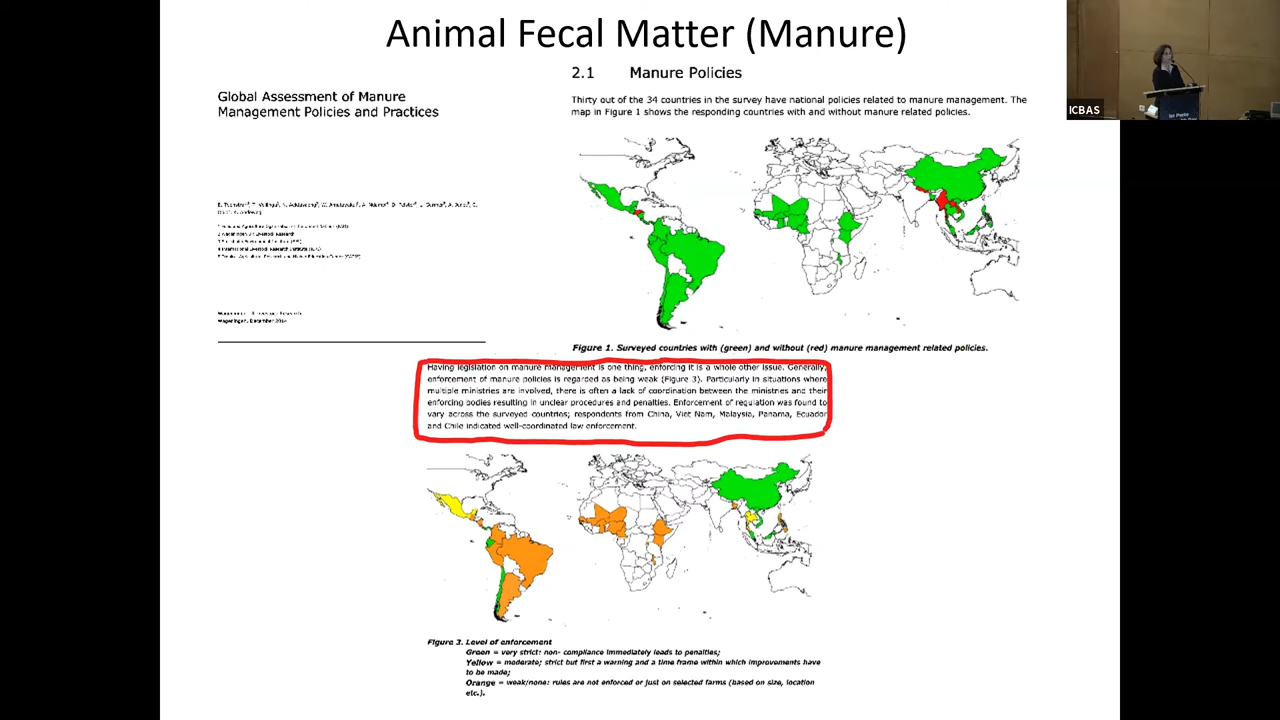 Animal Fecal Matter (Manure)
Global Assessment of Manure
Management Policies and Practices
Wageningen, December 2014
2.1 Manure Policies
Thirty out of the 34 countries in the survey have national policies related to manure management. The
map in Figure 1 shows the responding countries with and without manure related policies.
Figure 1. Surveyed countries with (green) and without (red) manure management related policies.
Having legislation on manure management is one thing, enforcing it is a whole other issue. Generally,
enforcement of manure policies is regarded as being weak (Figure 3). Particularly in situations where
multiple ministries are involved, there is often a lack of coordination between the ministries and their
enforcing bodies resulting in unclear procedures and penalties. Enforcement of regulation was found to
vary across the surveyed countries; respondents from China, Viet Nam, Malaysia, Panama, Ecuador
and Chile indicated well-coordinated law enforcement.
Figure 3. Level of enforcement
Green = very strict: non- compliance immediately leads to penalties;
Yellow = moderate; strict but first a warning and a time frame within which improvements have
to be made;
Orange = weak/none: rules are not enforced or just on selected farms (based on size, location
etc.).
ICBAS